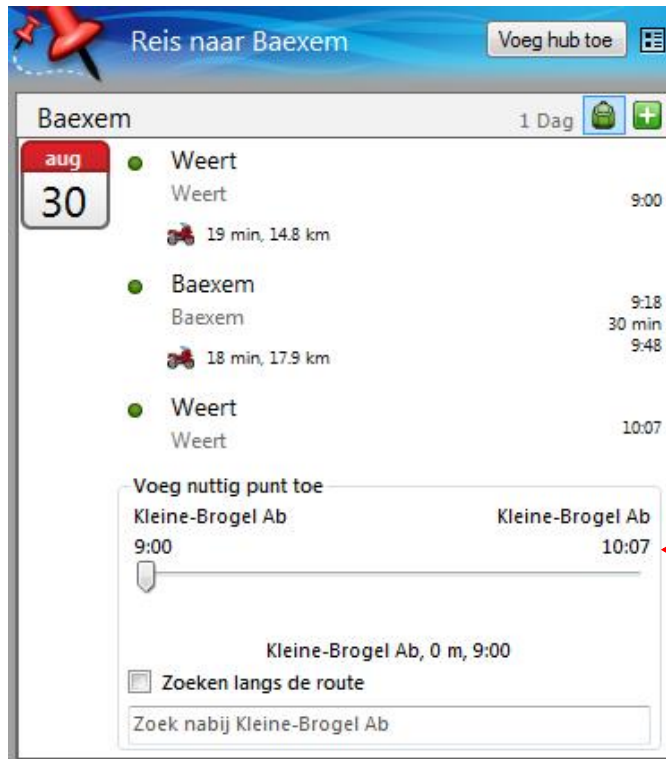 Reis naar Baexem
Voeg hub toe
Baexem
1 Dag
aug
30
Weert
Weert
9:00
19 min, 14.8 km
Baexem
Baexem
9:18
30 min
9:48
18 min, 17.9 km
Weert
Weert
10:07
Voeg nuttig punt toe
Kleine-Brogel Ab Kleine-Brogel Ab
9:00 10:07
Kleine-Brogel Ab, 0 m, 9:00
Zoeken langs de route
Zoek nabij Kleine-Brogel Ab